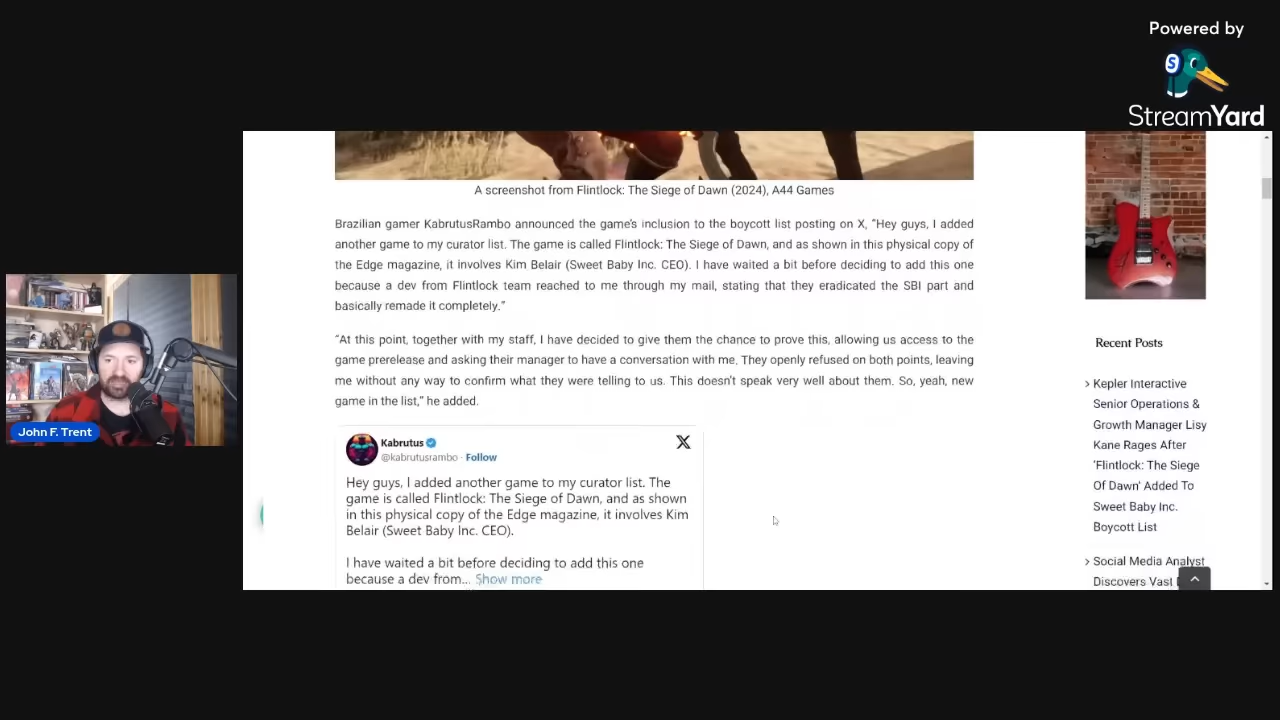 Powered by
S
StreamYard
A screenshot from Flintlock: The Siege of Dawn (2024), A44 Games
Brazilian gamer KabrutusRambo announced the game's inclusion to the boycott list posting on X, “Hey guys, I added
another game to my curator list. The game is called Flintlock: The Siege of Dawn, and as shown in this physical copy of
the Edge magazine, it involves Kim Belair (Sweet Baby Inc. CEO). I have waited a bit before deciding to add this one
because a dev from Flintlock team reached to me through my mail, stating that they eradicated the SBI part and
basically remade it completely.”
“At this point, together with my staff, I have decided to give them the chance to prove this, allowing us access to the
game prerelease and asking their manager to have a conversation with me. They openly refused on both points, leaving
me without any way to confirm what they were telling to us. This doesn't speak very well about them. So, yeah, new
game in the list,” he added.
Kabrutus
@kabrutusrambo · Follow
Hey guys, I added another game to my curator list. The
game is called Flintlock: The Siege of Dawn, and as shown
in this physical copy of the Edge magazine, it involves Kim
Belair (Sweet Baby Inc. CEO).
I have waited a bit before deciding to add this one
because a dev from... Show more
Recent Posts
Kepler Interactive
Senior Operations &
Growth Manager Lisy
Kane Rages After
‘Flintlock: The Siege
Of Dawn’ Added To
Sweet Baby Inc.
Boycott List
Social Media Analyst
Discovers Vast
John F. Trent